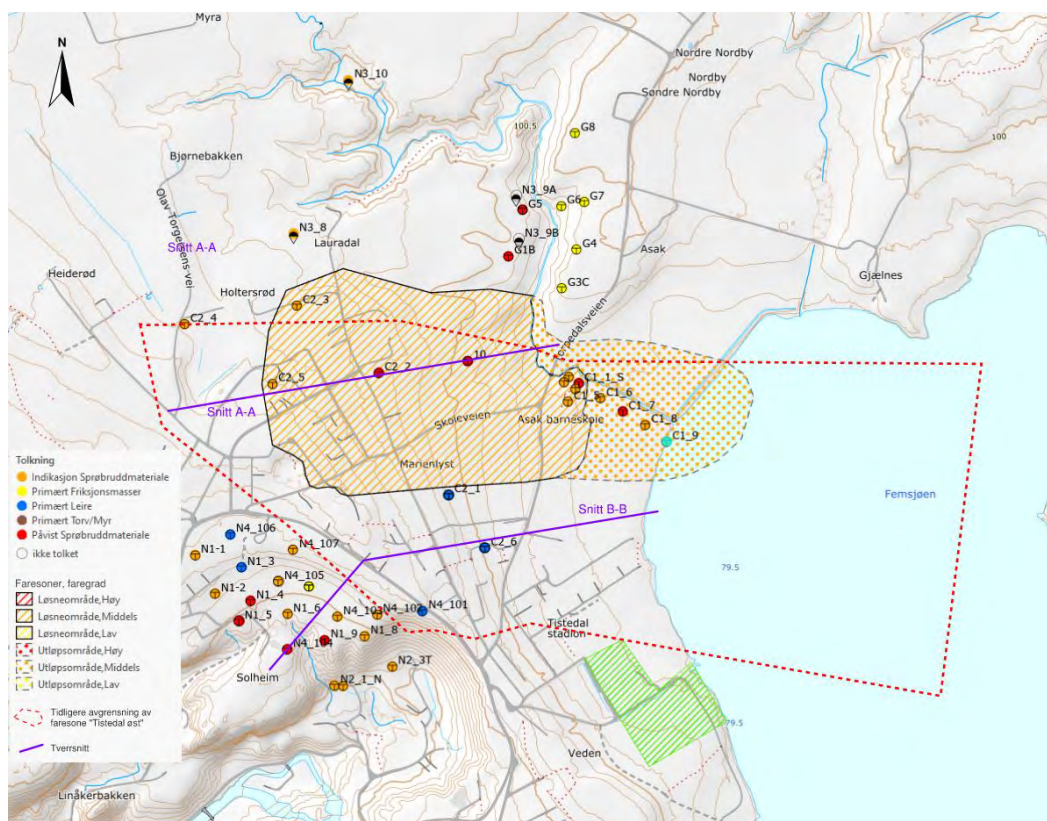 Myra
N
N3_10
Nordre Nordby
Nordby
Søndre Nordby
100.5
G8
100
Bjørnebakken
Olav Torgersens vei
N3_9A
G5
G6
G7
N3_8
Lauradal
Snitt A-A
N3_9B
G4
Asak
G1B
Gjælnes
Heiderød
Holtersrød
G3C
C2_3
C2_4
Torpedalsveien
10
C2_2
C2_5
C1_1_S
C1_6
C1_5
C1_7
Snitt A-A
Skoleveien
Asak barneskole
C1_8
C1_9
Marienlyst
C2_1
Femsjøen
Snitt B-B
Tolkning
Indikasjon Sprøbruddmateriale
Primært Friksjonsmasser
Primært Leire
Primært Torv/Myr
Påvist Sprøbruddmateriale
ikke tolket
Faresoner, faregrad
Løsneområde,Høy
Løsneområde,Middels
Løsneområde,Lav
Utløpsområde,Høy
Utløpsområde,Middels
Utløpsområde,Lav
Tidligere avgrensning av
faresone "Tistedal øst"
Tverrsnitt
N4_106
N1-1
N4_107
C2_6
N1_3
79.5
N4_105
N1-2
N1_4
N1_6
N4_103
N4_102
N4_101
N1_5
N1_9
N1_8
Tistedal
stadion
N4_104
N2_3T
Solheim
N2_1_N
79.5
Veden
Linåkerbakken